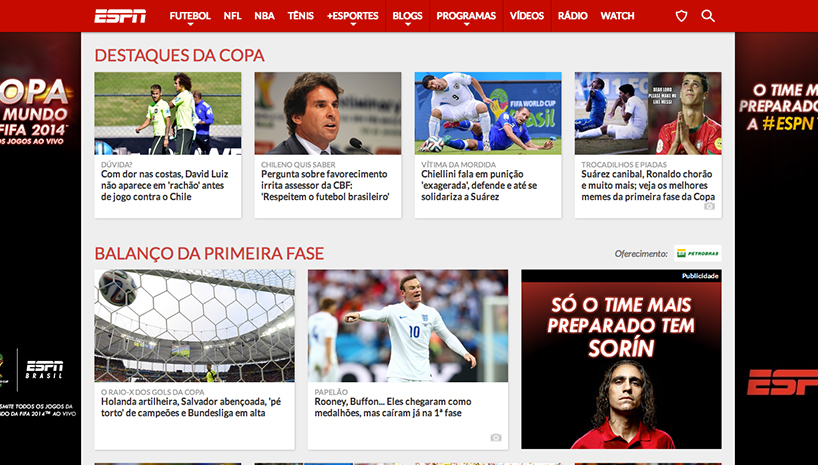 ESPN FUTEBOL NFL NBA TÊNIS +ESPORTES BLOGS PROGRAMAS VÍDEOS RÁDIO WATCH
COPA
MUNDO
FIFA 2014™
OS JOGOS AO VIVO
DESTAQUES DA COPA
DÚVIDA?
Com dor nas costas, David Luiz
não aparece em 'rachão' antes
de jogo contra o Chile
CHILENO QUIS SABER
Pergunta sobre favorecimento
irrita assessor da CBF:
'Respeitem o futebol brasileiro'
FIFA WORLD CUP
Brasil
VÍTIMA DA MORDIDA
Chiellini fala em punição
'exagerada', defende e até se
solidariza a Suárez
DEAR LORD
PLEASE MAKE ME
LIKE MESSI
TROCADILHOS E PIADAS
Suárez canibal, Ronaldo chorão
e muito mais; veja os melhores
memes da primeira fase da Copa
O TIME MAIS
PREPARADO
A #ESPN
BALANÇO DA PRIMEIRA FASE
Oferecimento: PETROBRAS
O RAIO-X DOS GOLS DA COPA
Holanda artilheira, Salvador abençoada, 'pé
torto' de campeões e Bundesliga em alta
10
PAPELÃO
Rooney, Buffon... Eles chegaram como
medalhões, mas caíram já na 1ª fase
Publicidade
SÓ O TIME MAIS
PREPARADO TEM
SORÍN
ESPN
BRASIL
TODOS OS JOGOS DA
DO DA FIFA 2014™ AO VIVO
ESPN